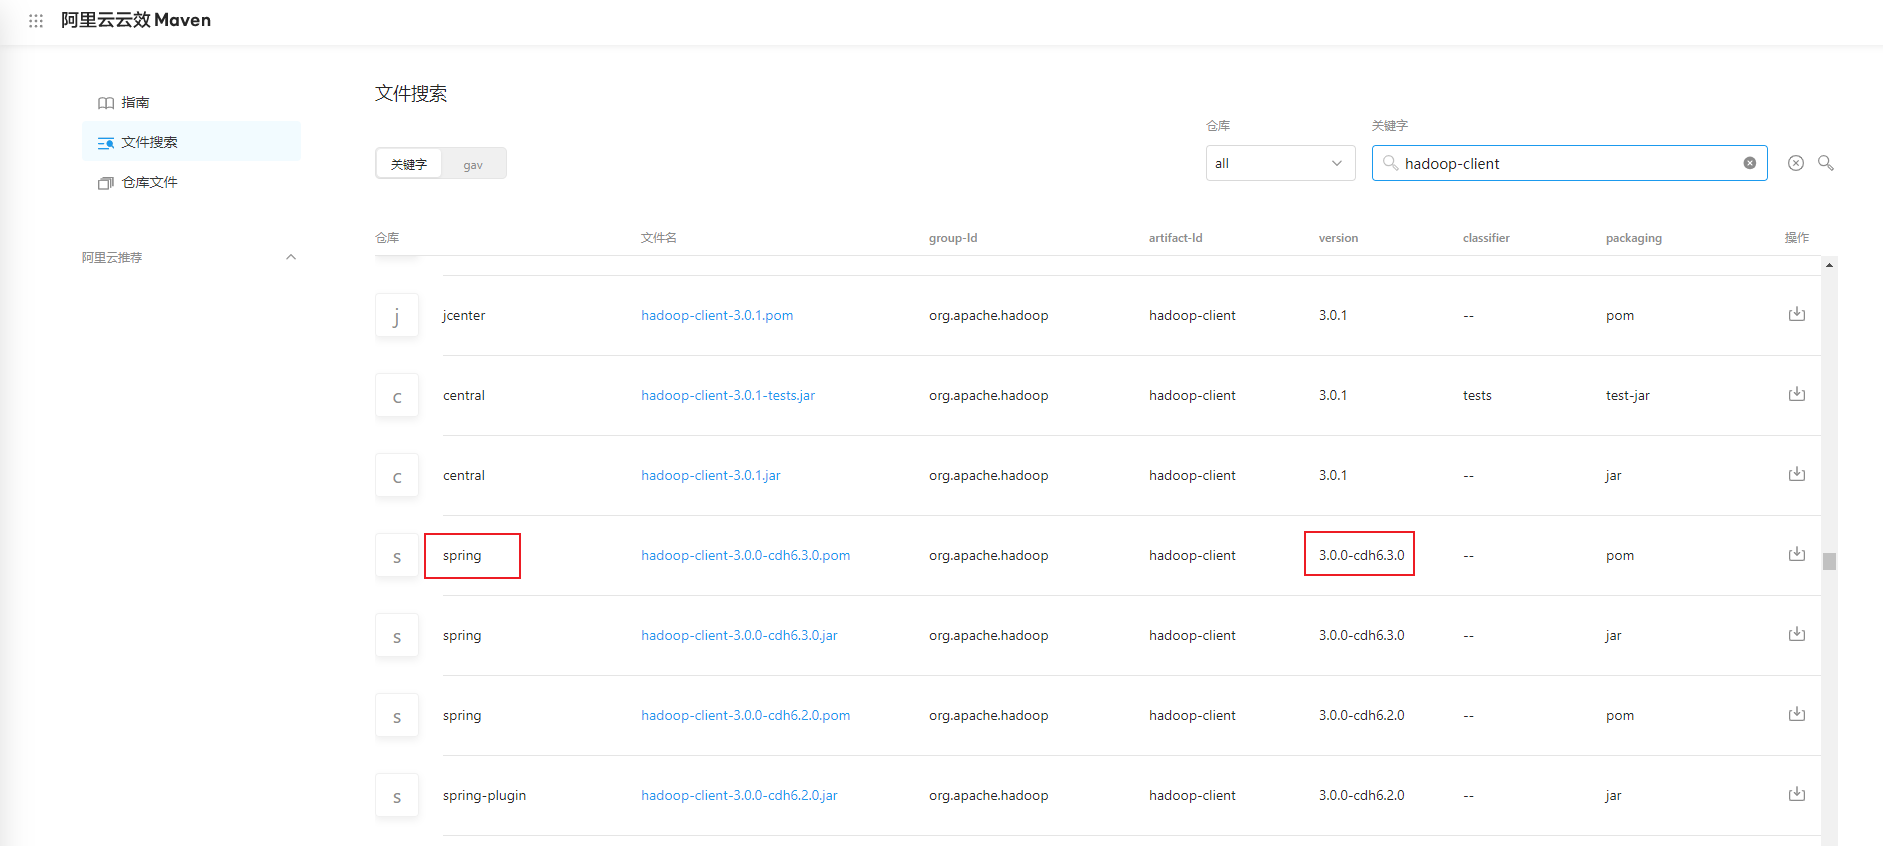 阿里云云效 Maven
指南
文件搜索
仓库文件
阿里云推荐
文件搜索
关键字 gav
仓库 关键字
all hadoop-client
仓库 文件名 group-Id artifact-Id version classifier packaging 操作
j jcenter hadoop-client-3.0.1.pom org.apache.hadoop hadoop-client 3.0.1 -- pom
c central hadoop-client-3.0.1-tests.jar org.apache.hadoop hadoop-client 3.0.1 tests test-jar
c central hadoop-client-3.0.1.jar org.apache.hadoop hadoop-client 3.0.1 -- jar
s spring hadoop-client-3.0.0-cdh6.3.0.pom org.apache.hadoop hadoop-client 3.0.0-cdh6.3.0 -- pom
s spring hadoop-client-3.0.0-cdh6.3.0.jar org.apache.hadoop hadoop-client 3.0.0-cdh6.3.0 -- jar
s spring hadoop-client-3.0.0-cdh6.2.0.pom org.apache.hadoop hadoop-client 3.0.0-cdh6.2.0 -- pom
s spring-plugin hadoop-client-3.0.0-cdh6.2.0.jar org.apache.hadoop hadoop-client 3.0.0-cdh6.2.0 -- jar